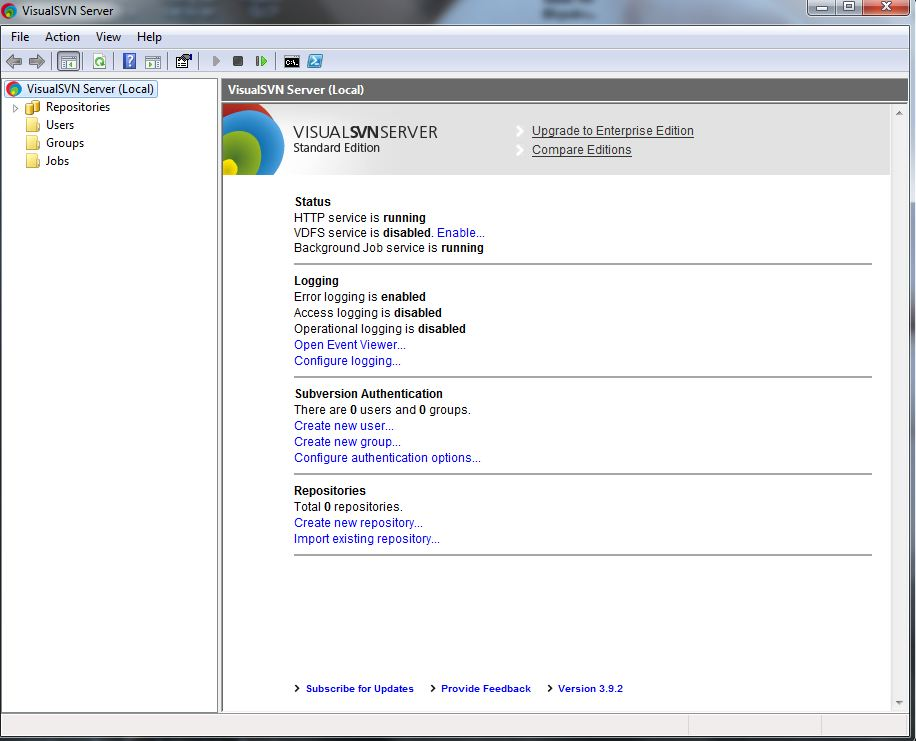 VisualSVN Server
File Action View Help
C:\.
VisualSVN Server (Local)
Repositories
Users
Groups
Jobs
VisualSVN Server (Local)
VISUALSVN SERVER
Standard Edition
Upgrade to Enterprise Edition
Compare Editions
Status
HTTP service is running
VDFS service is disabled. Enable...
Background Job service is running
Logging
Error logging is enabled
Access logging is disabled
Operational logging is disabled
Open Event Viewer...
Configure logging...
Subversion Authentication
There are 0 users and 0 groups.
Create new user...
Create new group...
Configure authentication options...
Repositories
Total 0 repositories.
Create new repository...
Import existing repository...
Subscribe for Updates Provide Feedback Version 3.9.2